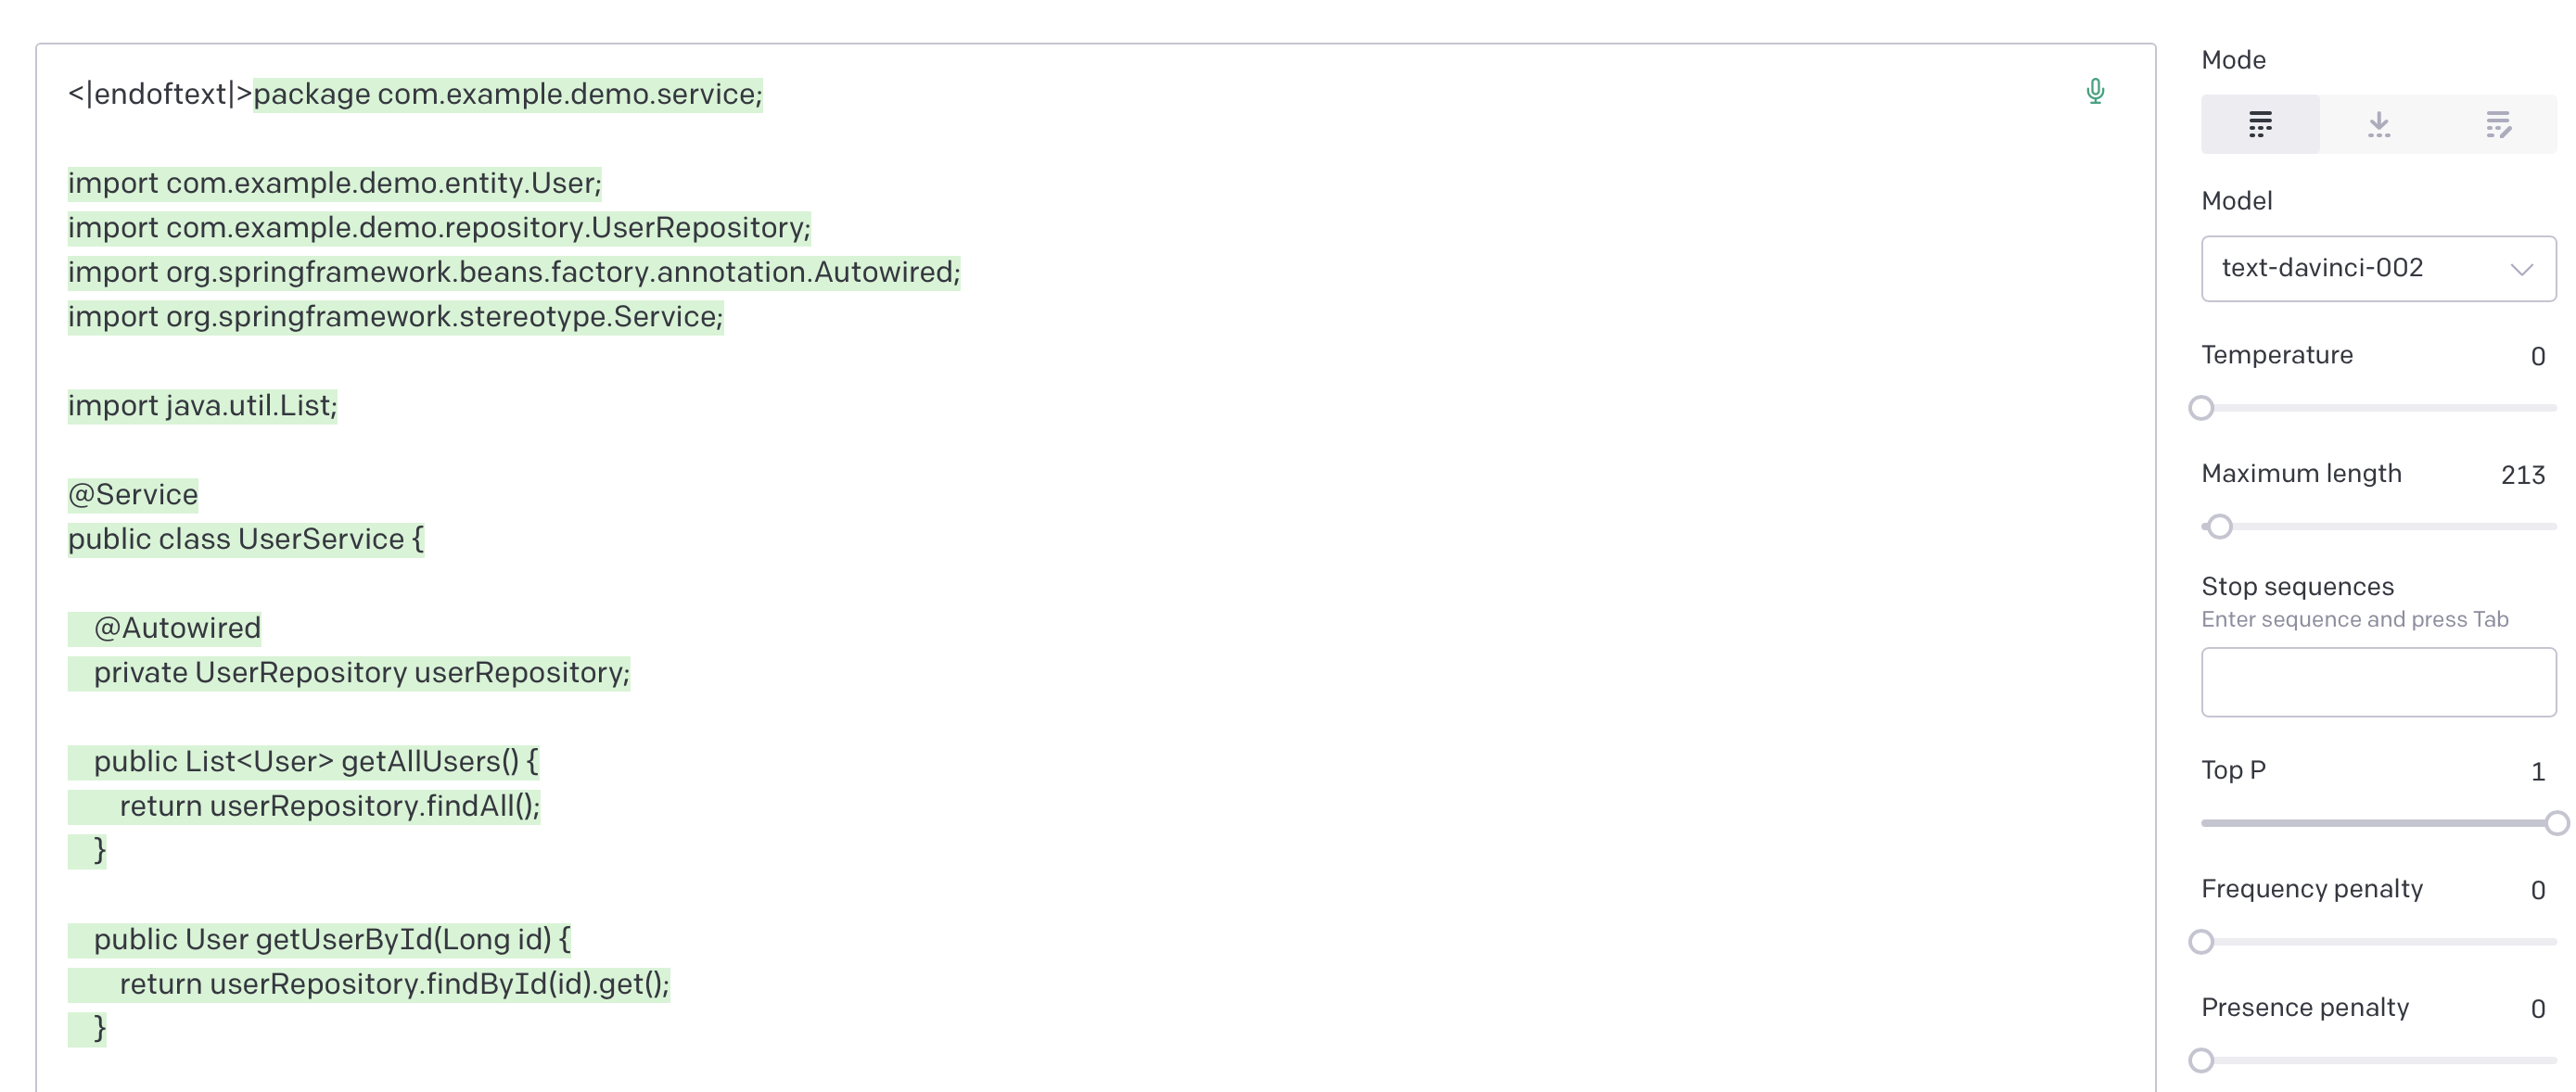 <|endoftext|>package com.example.demo.service;
import com.example.demo.entity.User;
import com.example.demo.repository.UserRepository;
import org.springframework.beans.factory.annotation.Autowired;
import org.springframework.stereotype.Service;
import java.util.List;
@Service
public class UserService {
@Autowired
private UserRepository userRepository;
public List<User> getAllUsers() {
return userRepository.findAll();
}
public User getUserById(Long id) {
return userRepository.findById(id).get();
}
Mode
Model
text-davinci-002
Temperature 0
Maximum length 213
Stop sequences
Enter sequence and press Tab
Top P 1
Frequency penalty 0
Presence penalty 0